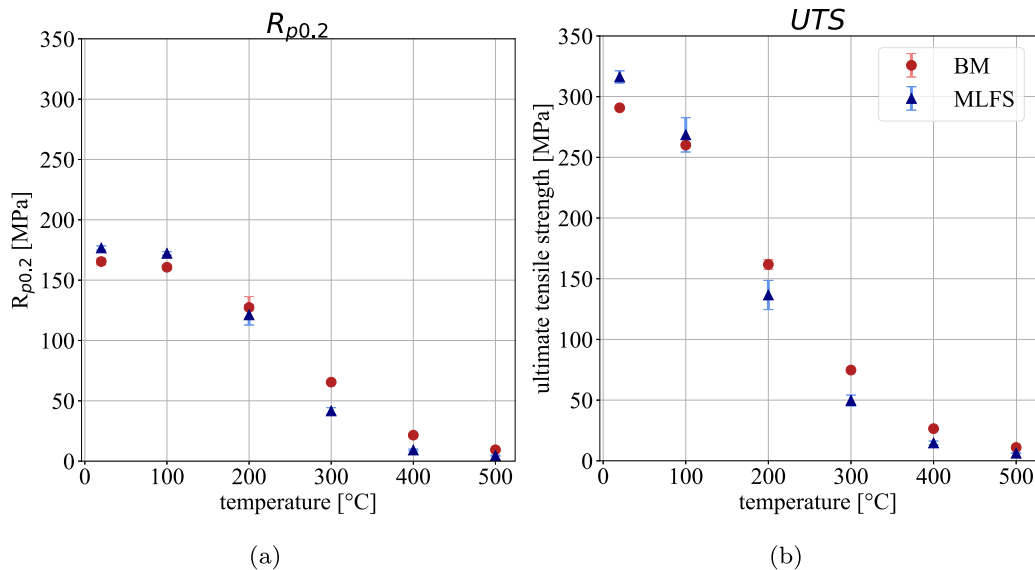 R_p0.2
350
300
250
200
150
100
50
0
R_p0.2 [MPa]
0 100 200 300 400 500
temperature [°C]
(a)
UTS
BM
MLFS
350
300
250
200
150
100
50
0
ultimate tensile strength [MPa]
0 100 200 300 400 500
temperature [°C]
(b)